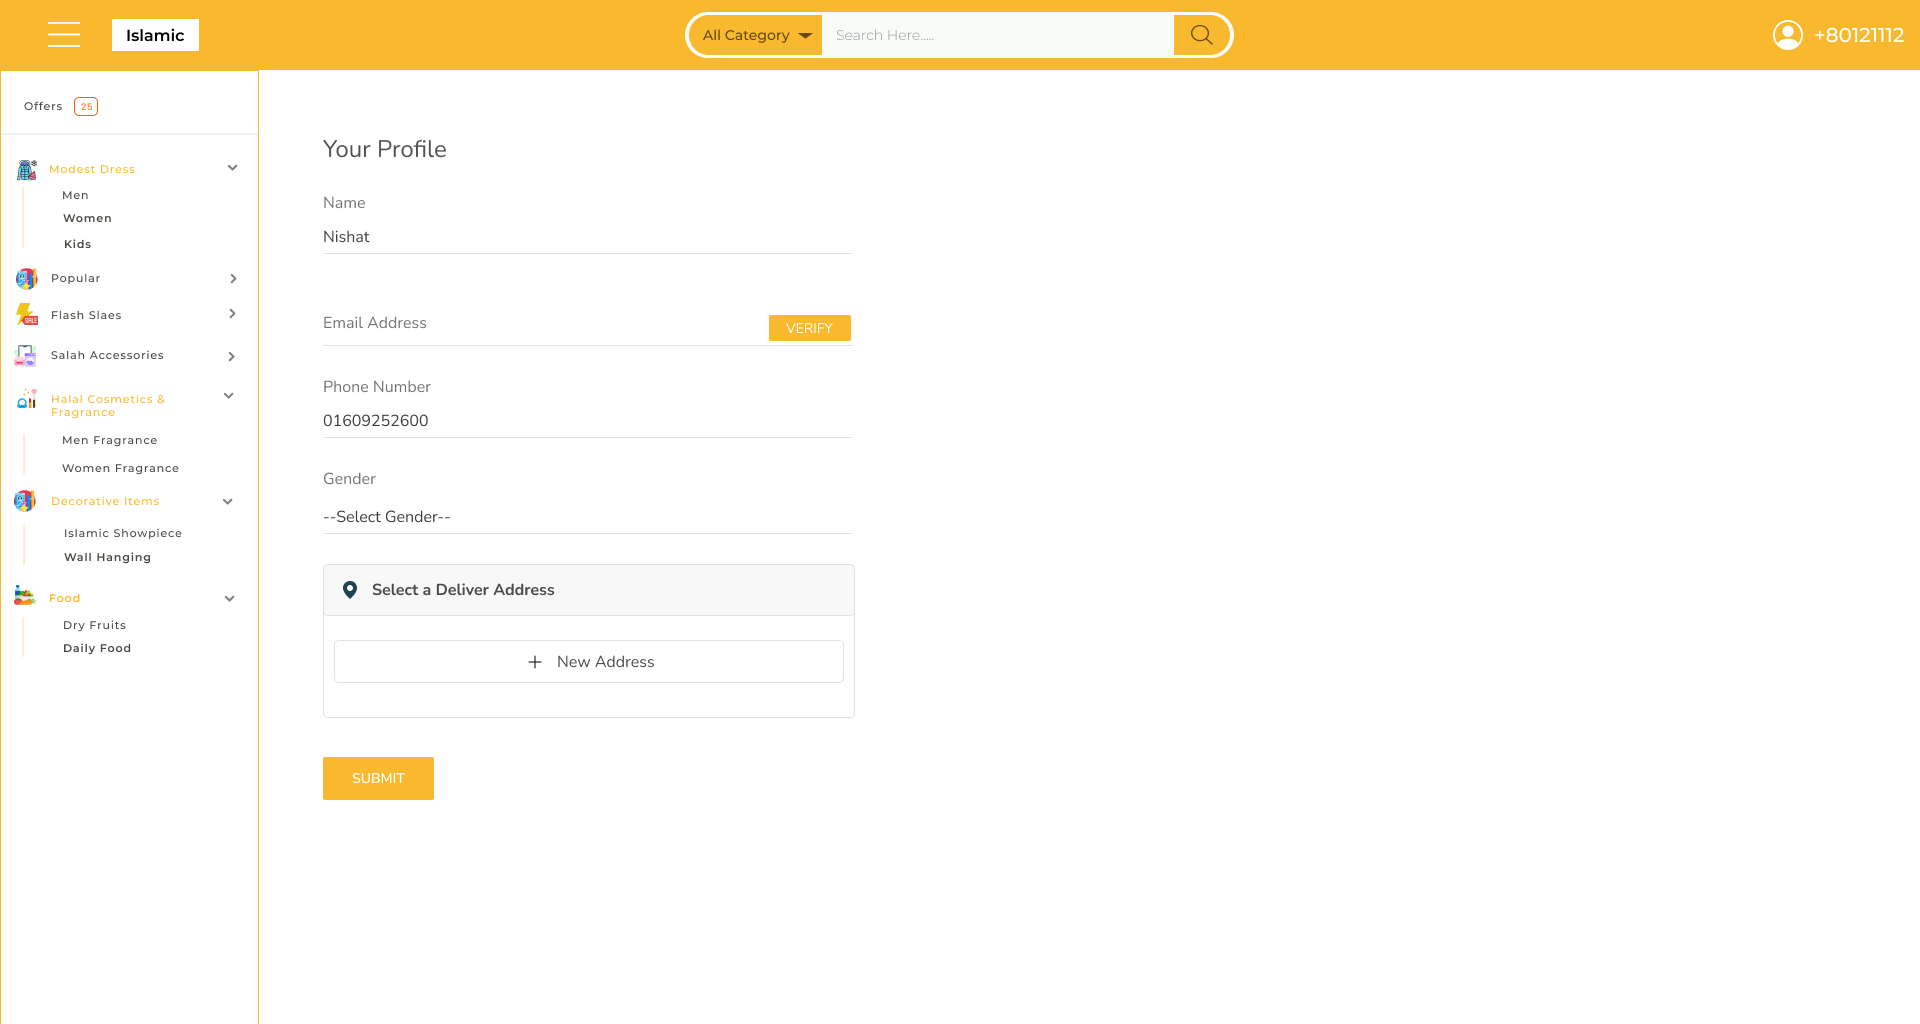 Islamic
All Category
Search Here.....
+80121112
Offers 25
Modest Dress
Men
Women
Kids
Popular
Flash Slaes
SALE
Salah Accessories
Halal Cosmetics &
Fragrance
Men Fragrance
Women Fragrance
Decorative Items
Islamic Showpiece
Wall Hanging
Food
Dry Fruits
Daily Food
Your Profile
Name
Nishat
Email Address
VERIFY
Phone Number
01609252600
Gender
--Select Gender--
Select a Deliver Address
New Address
SUBMIT